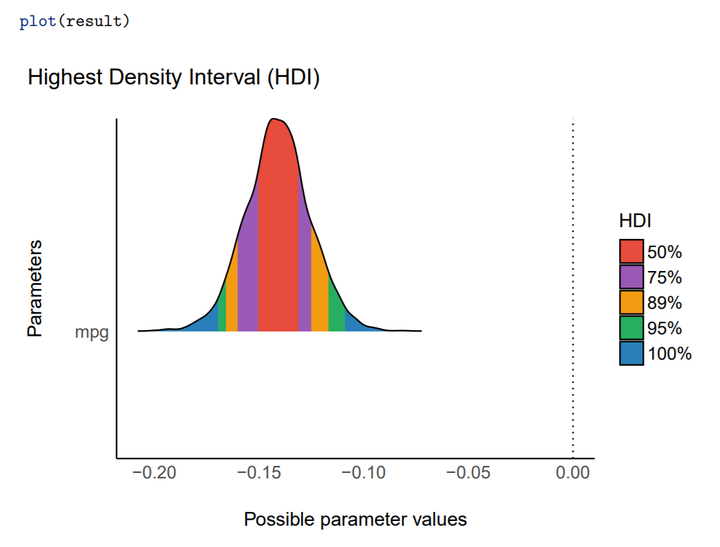 plot(result)
Highest Density Interval (HDI)
Parameters
mpg
−0.20 −0.15 −0.10 −0.05 0.00
Possible parameter values
HDI
50%
75%
89%
95%
100%